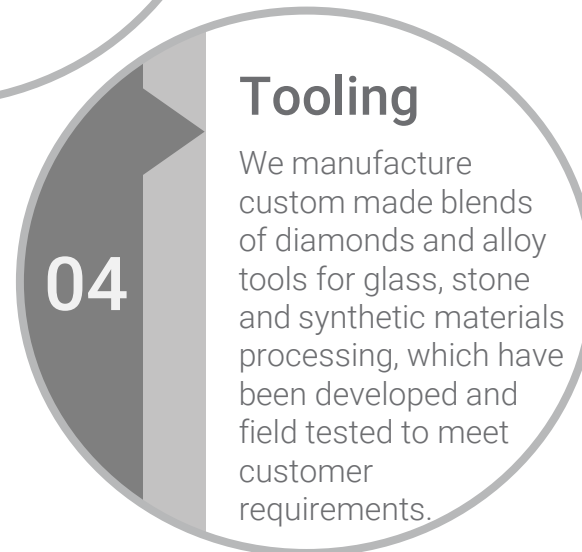 04
Tooling
We manufacture
custom made blends
of diamonds and alloy
tools for glass, stone
and synthetic materials
processing, which have
been developed and
field tested to meet
customer
requirements.